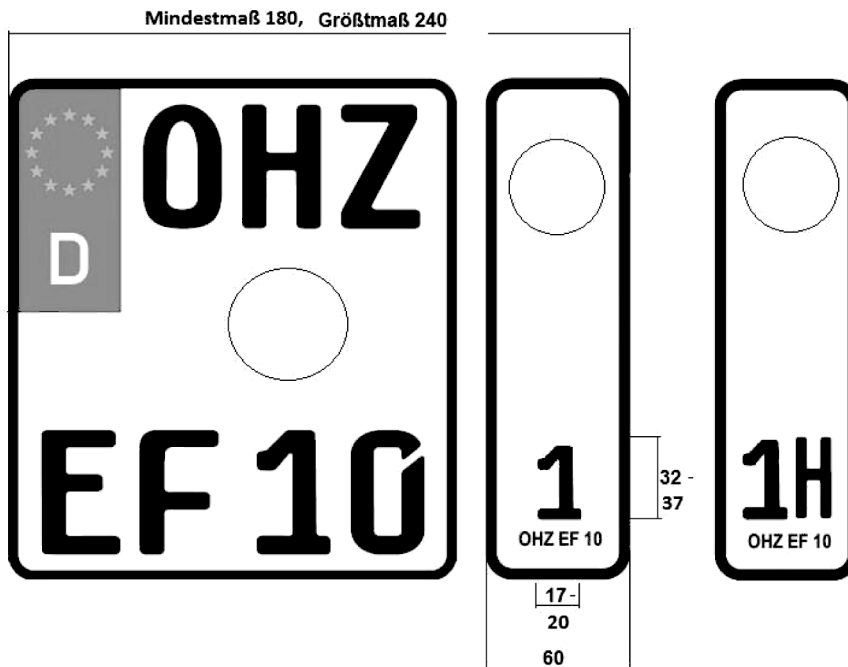 Mindestmaß 180, Größtmaß 240
OHZ
D
EF 10
1
OHZ EF 10
32 -
37
17 -
20
60
1H
OHZ EF 10